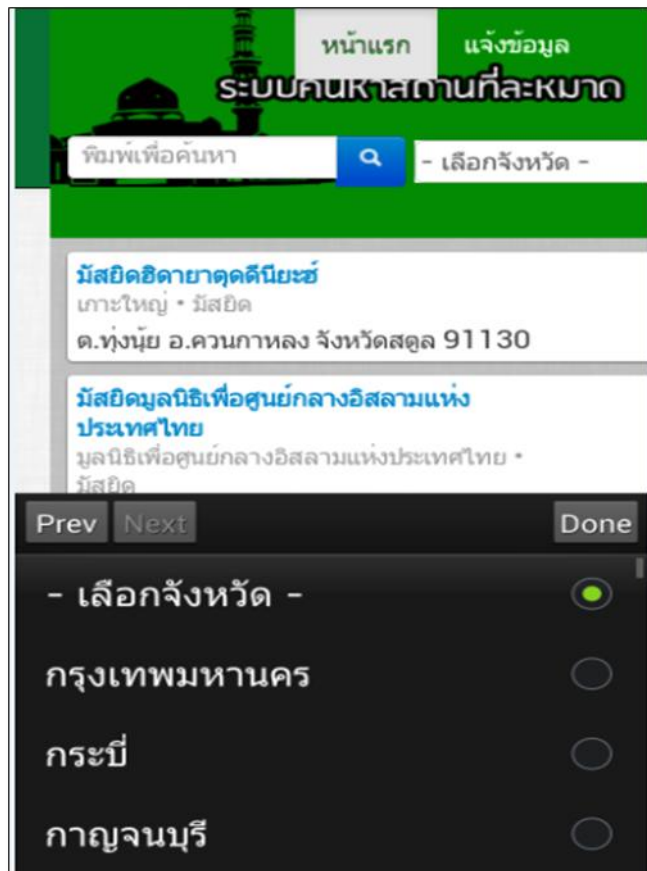 หน้าแรก แจ้งข้อมูล
ระบบค้นหาสถานที่ละหมาด
พิมพ์เพื่อค้นหา - เลือกจังหวัด -
มัสยิดฮิดายาตุดดีนียะฮ์
เกาะใหญ่ • มัสยิด
ต.ทุ่งนุ้ย อ.ควนกาหลง จังหวัดสตูล 91130
มัสยิดมูลนิธิเพื่อศูนย์กลางอิสลามแห่ง
ประเทศไทย
มูลนิธิเพื่อศูนย์กลางอิสลามแห่งประเทศไทย •
มัสยิด
Prev Next Done
- เลือกจังหวัด -
กรุงเทพมหานคร
กระบี่
กาญจนบุรี